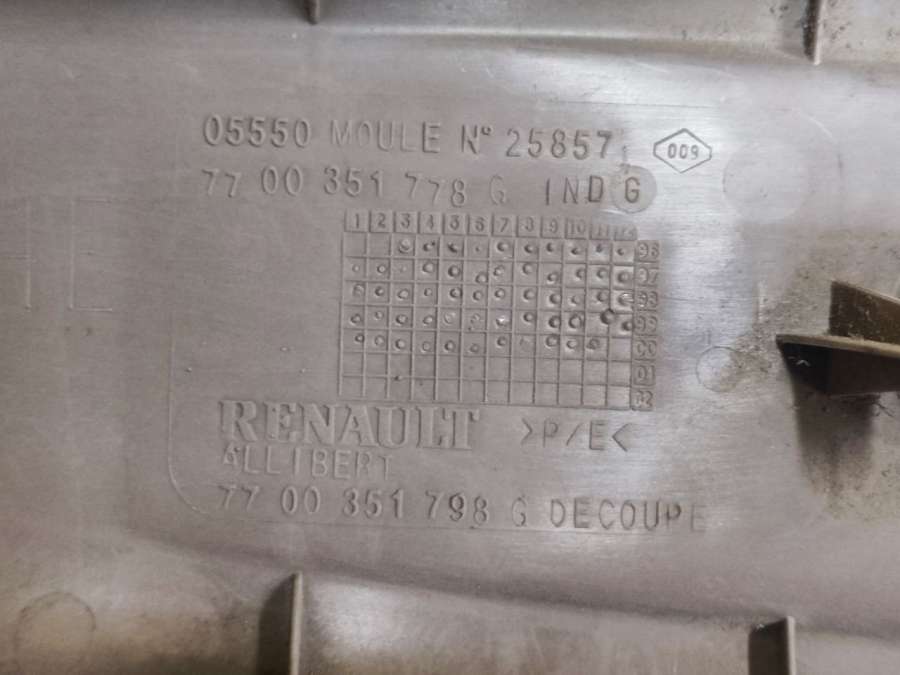 05550 MOULE N° 25857
009
77 00 351 778 G IND G
1 2 3 4 5 6 7 8 9 10 11 12
96
97
98
99
00
01
02
RENAULT >P/E<
ALLIBERT
77 00 351 798 G DECOUPE